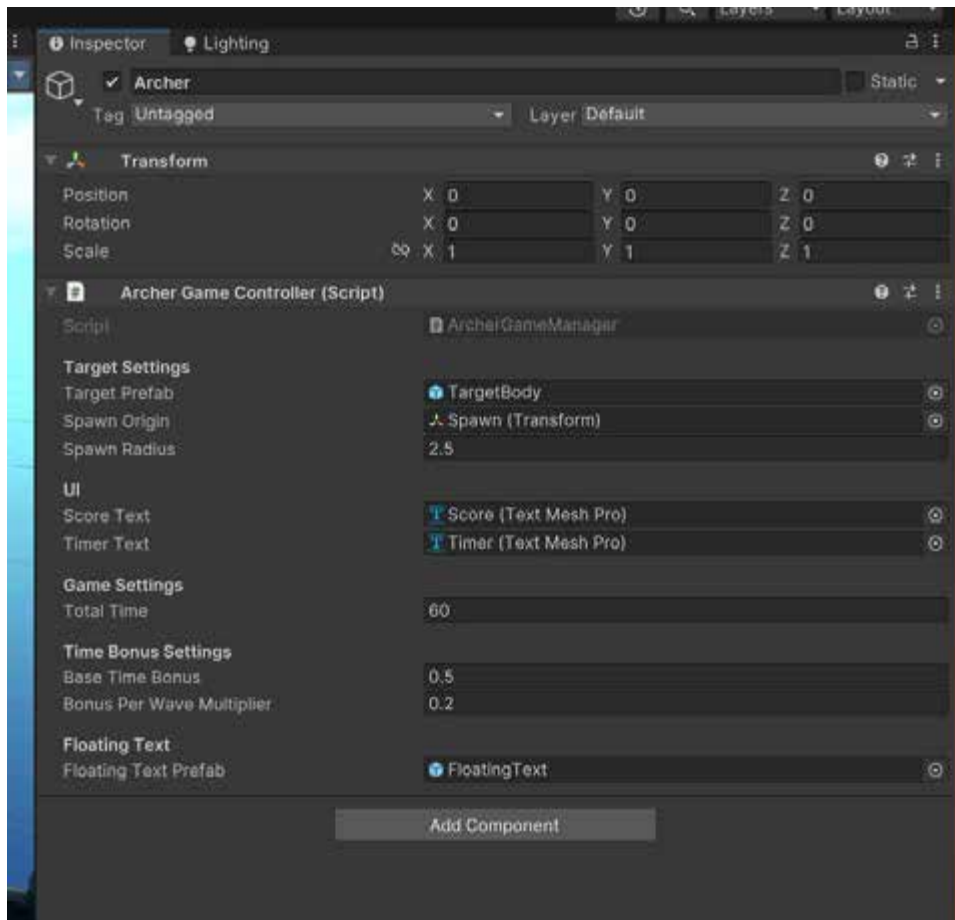 Layers Layout
Inspector Lighting
Archer Static
Tag Untagged Layer Default
Transform
Position X 0 Y 0 Z 0
Rotation X 0 Y 0 Z 0
Scale X 1 Y 1 Z 1
# Archer Game Controller (Script)
Script ArcherGameManager
Target Settings
Target Prefab TargetBody
Spawn Origin Spawn (Transform)
Spawn Radius 2.5
UI
Score Text Score (Text Mesh Pro)
Timer Text Timer (Text Mesh Pro)
Game Settings
Total Time 60
Time Bonus Settings
Base Time Bonus 0.5
Bonus Per Wave Multiplier 0.2
Floating Text
Floating Text Prefab FloatingText
Add Component